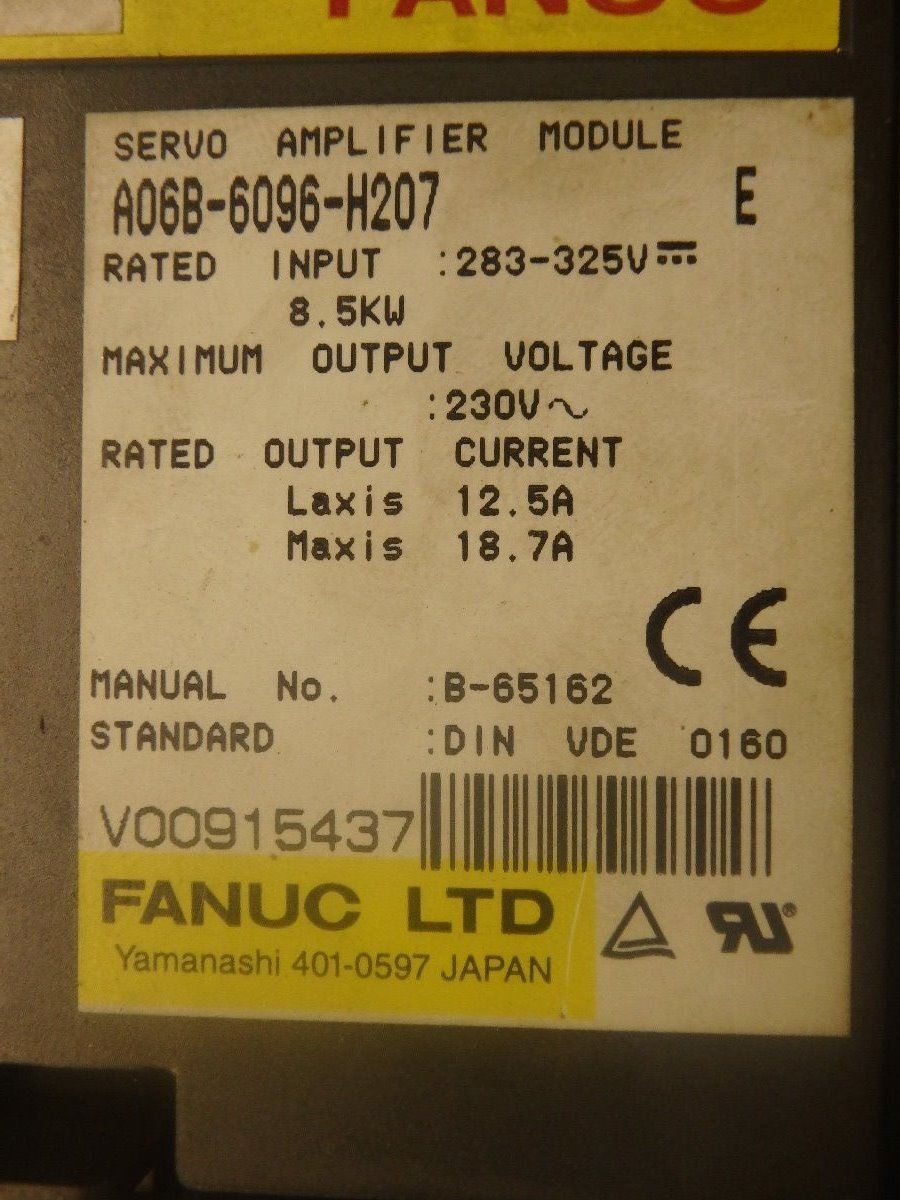 FANUC
SERVO AMPLIFIER MODULE
A06B-6096-H207 E
RATED INPUT :283-325V⎓
8.5KW
MAXIMUM OUTPUT VOLTAGE
:230V∿
RATED OUTPUT CURRENT
Laxis 12.5A
Maxis 18.7A
CE
MANUAL No. :B-65162
STANDARD :DIN VDE 0160
V00915437
FANUC LTD
Yamanashi 401-0597 JAPAN
RU®